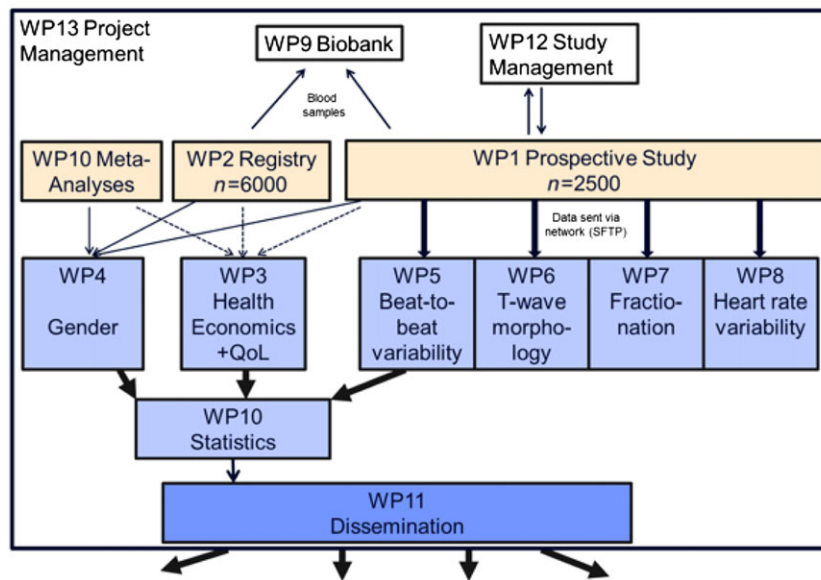 WP13 Project
Management
WP9 Biobank
WP12 Study
Management
Blood
samples
WP10 Meta-
Analyses
WP2 Registry
n=6000
WP1 Prospective Study
n=2500
Data sent via
network (SFTP)
WP4
Gender
WP3
Health
Economics
+QoL
WP5
Beat-to-
beat
variability
WP6
T-wave
morpho-
logy
WP7
Fractio-
nation
WP8
Heart rate
variability
WP10
Statistics
WP11
Dissemination